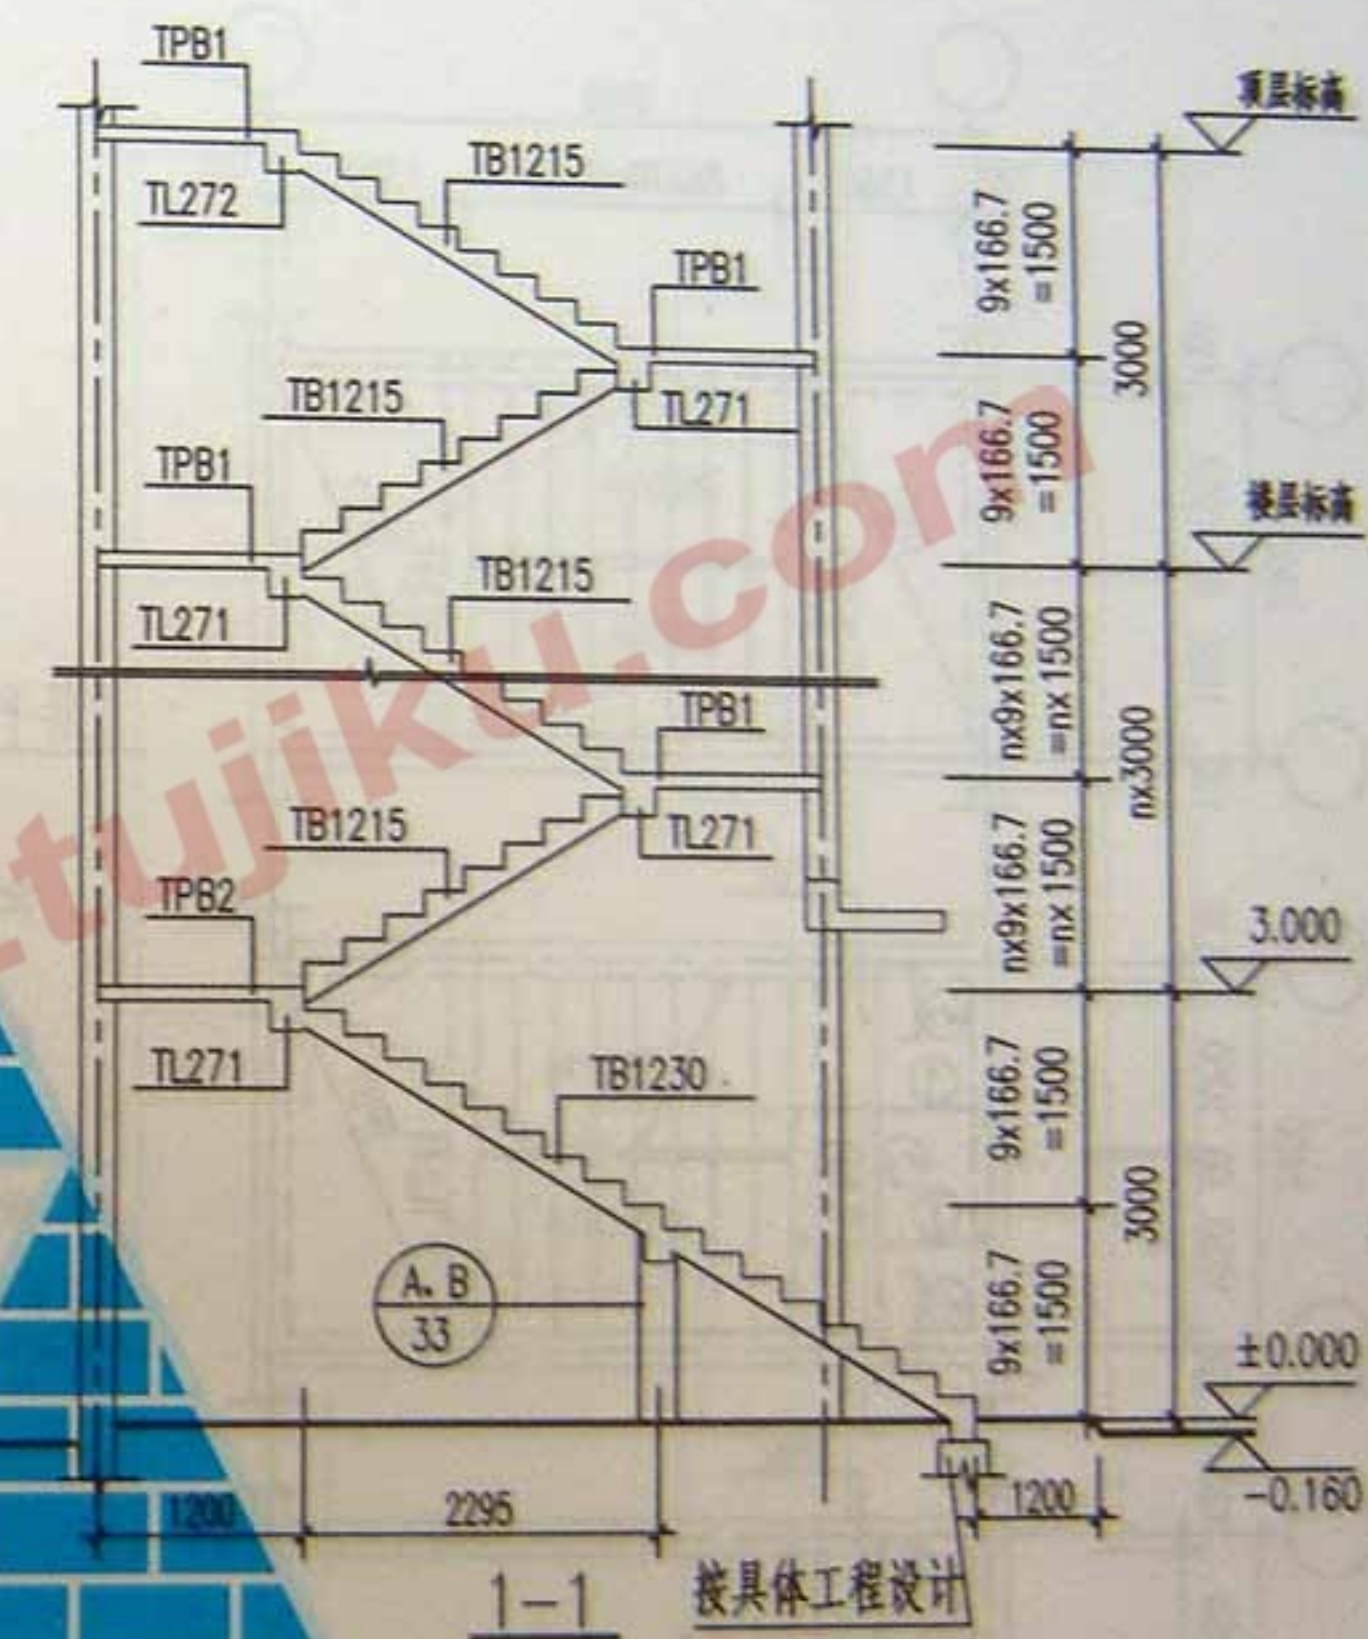 TPB1
顶层标高
TB1215
TL272
9x166.7
=1500
TPB1
3000
TB1215
TL271
9x166.7
=1500
TPB1
楼层标高
TB1215
TL271
nx9x166.7
=nx1500
TPB1
nx3000
TB1215
TL271
nx9x166.7
=nx1500
TPB2
3.000
TL271
TB1230
9x166.7
=1500
3000
A. B
33
9x166.7
=1500
±0.000
-0.160
1200
2295
1200
1-1
按具体工程设计
tujiku.com